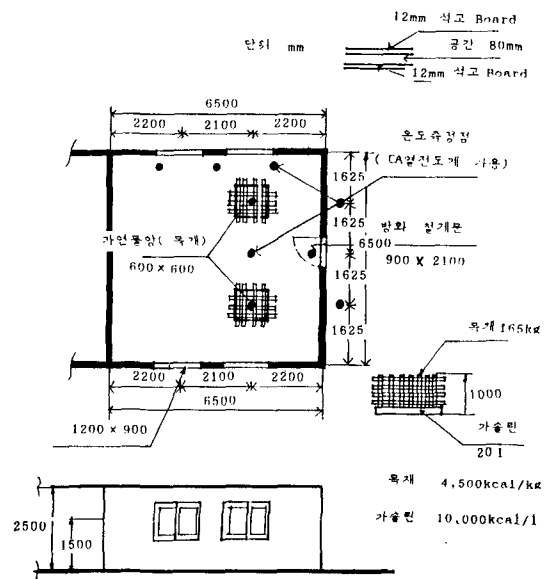 12mm 석고 Board
단위 mm
공간 80mm
12mm 석고 Board
6500
2200 2100 2200
온도측정점
(CA열전도계 사용)
1625
1625
방화 철제문
6500
900 X 2100
가연물양(목재)
600 x 600
1625
1625
목재 165kg
2200 2100 2200
6500
1000
1200 × 900
가솔린
20 l
목재 4,500kcal/kg
가솔린 10,000kcal/l
2500
1500